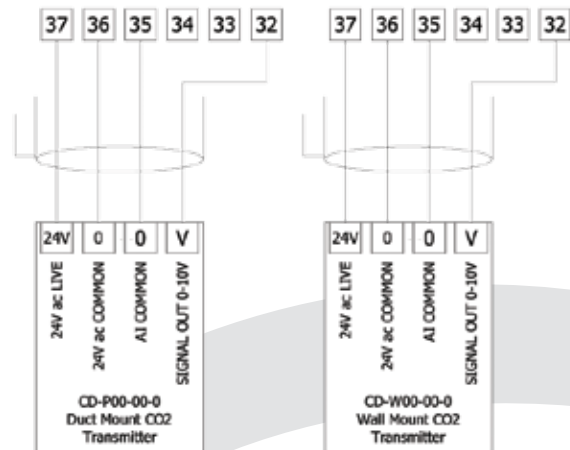 37 36 35 34 33 32
37 36 35 34 33 32
24V 0 0 V
24V ac LIVE
24V ac COMMON
AI COMMON
SIGNAL OUT 0-10V
CD-P00-00-0
Duct Mount CO2
Transmitter
24V 0 0 V
24V ac LIVE
24V ac COMMON
AI COMMON
SIGNAL OUT 0-10V
CD-W00-00-0
Wall Mount CO2
Transmitter